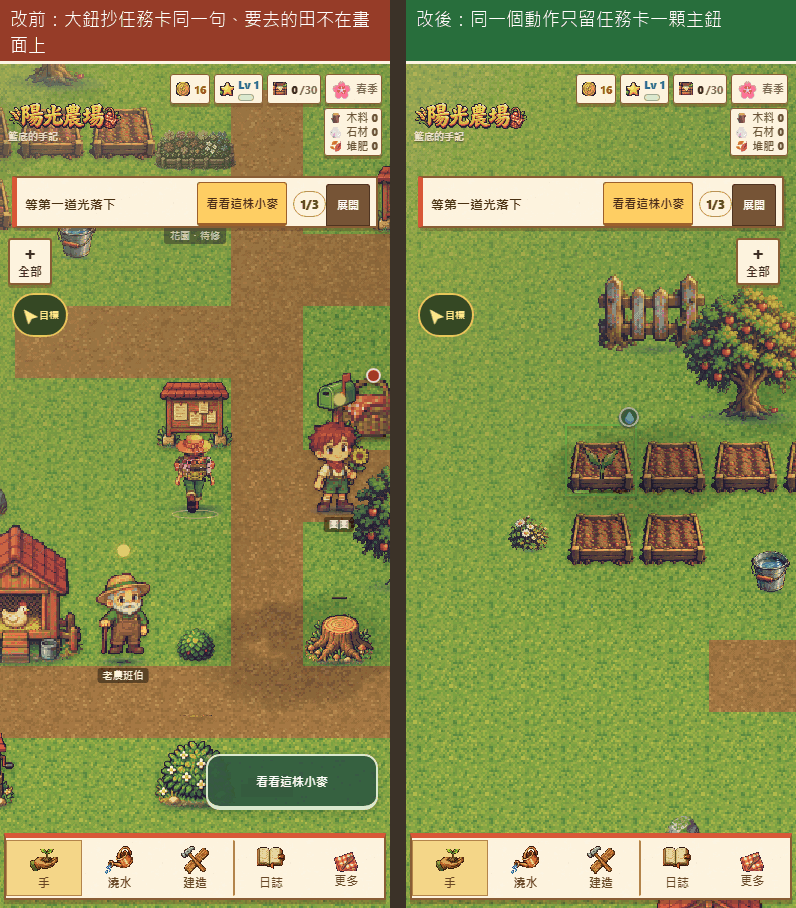 改前：大鈕抄任務卡同一句、要去的田不在畫
面上
16
Lv 1
0/30
春季
陽光農場
籃底的手記
木料 0
石材 0
堆肥 0
等第一道光落下
看看這株小麥
1/3
展開
花圃·待修
+
全部
目標
老農班伯
看看這株小麥
手
澆水
建造
日誌
更多
改後：同一個動作只留任務卡一顆主鈕
16
Lv 1
0/30
春季
陽光農場
籃底的手記
木料 0
石材 0
堆肥 0
等第一道光落下
看看這株小麥
1/3
展開
+
全部
目標
手
澆水
建造
日誌
更多